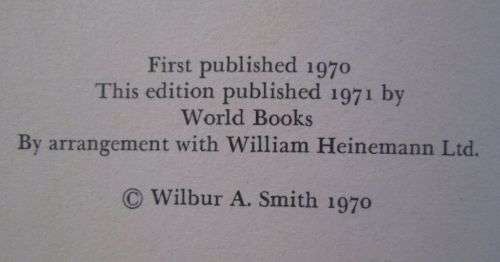 First published 1970
This edition published 1971 by
World Books
By arrangement with William Heinemann Ltd.
© Wilbur A. Smith 1970